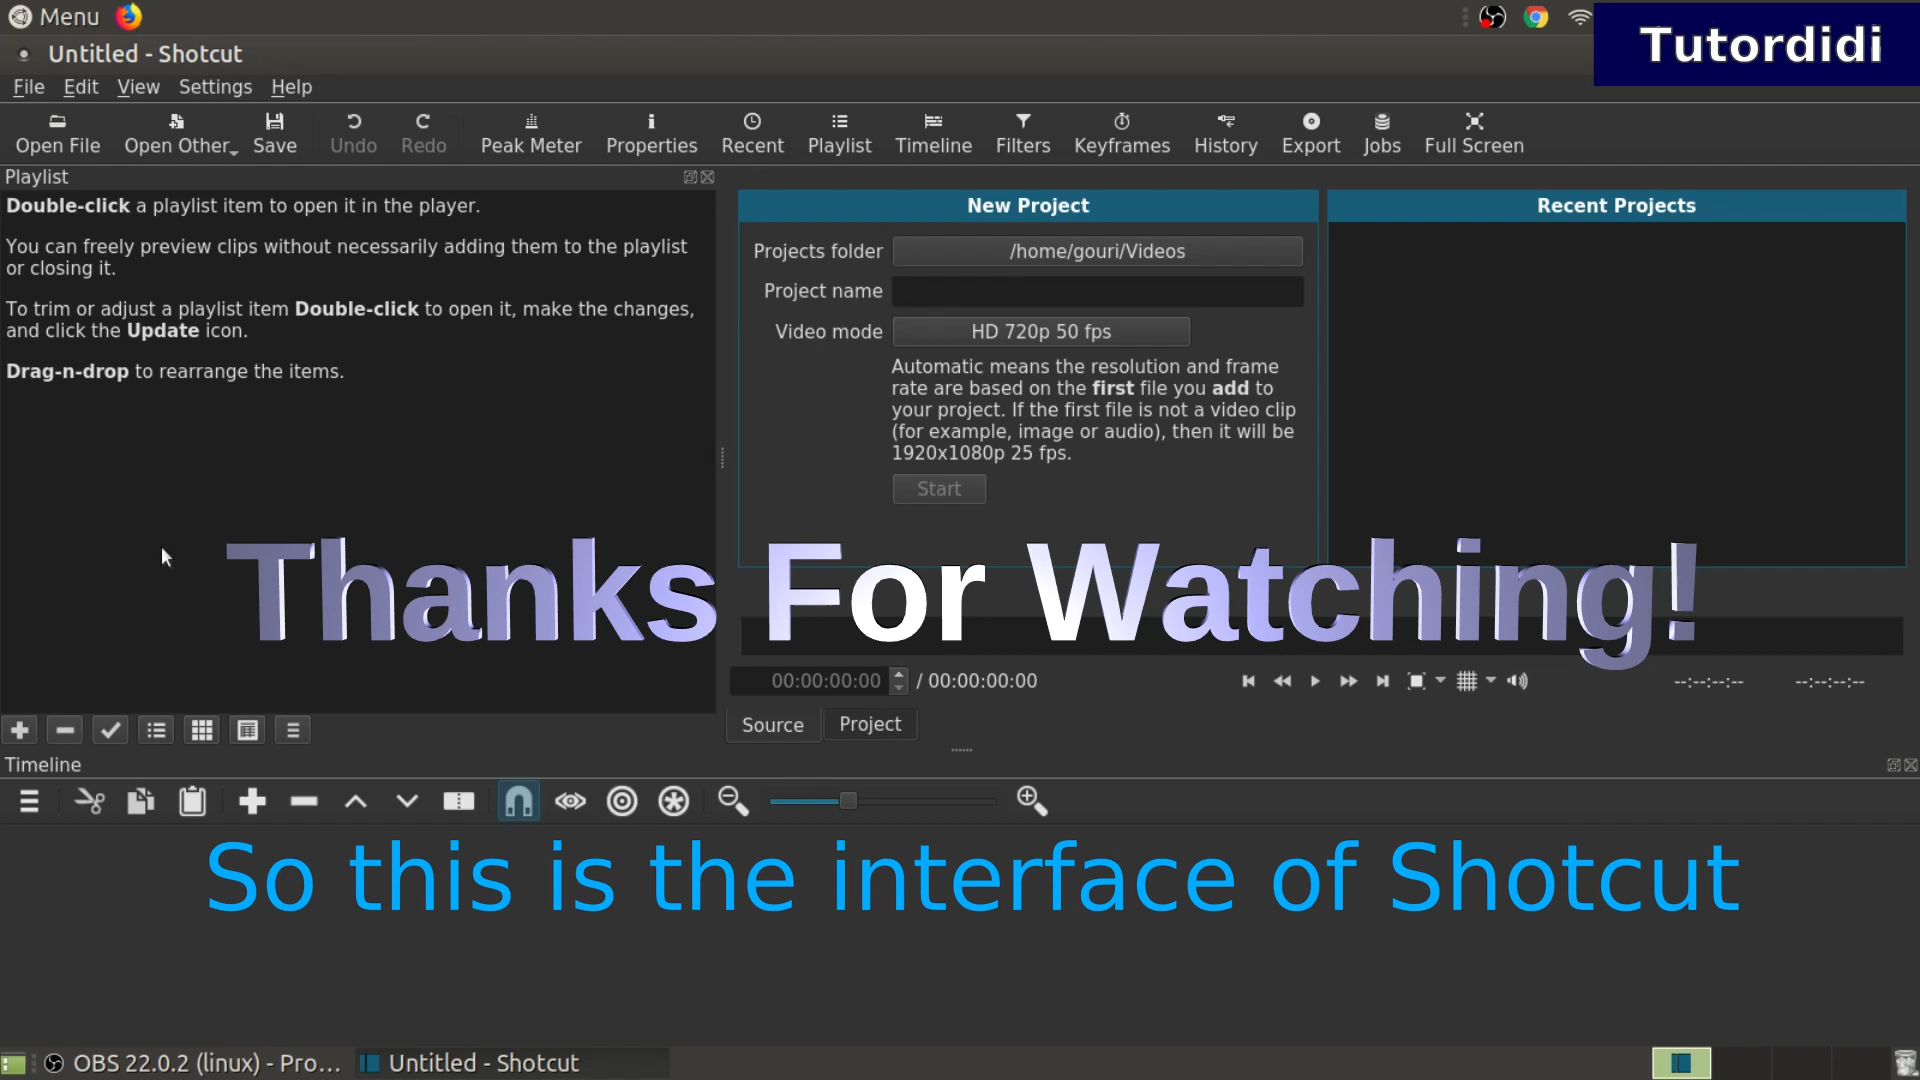 Menu
Tutordidi
Untitled - Shotcut
File Edit View Settings Help
Open File Open Other Save Undo Redo Peak Meter Properties Recent Playlist Timeline Filters Keyframes History Export Jobs Full Screen
Playlist
Double-click a playlist item to open it in the player.
You can freely preview clips without necessarily adding them to the playlist
or closing it.
To trim or adjust a playlist item Double-click to open it, make the changes,
and click the Update icon.
Drag-n-drop to rearrange the items.
New Project
Projects folder /home/gouri/Videos
Project name
Video mode HD 720p 50 fps
Automatic means the resolution and frame
rate are based on the first file you add to
your project. If the first file is not a video clip
(for example, image or audio), then it will be
1920x1080p 25 fps.
Start
Recent Projects
Thanks For Watching!
00:00:00:00 / 00:00:00:00 --:--:--:-- --:--:--:--
Source Project
Timeline
So this is the interface of Shotcut
OBS 22.0.2 (linux) - Pro... Untitled - Shotcut